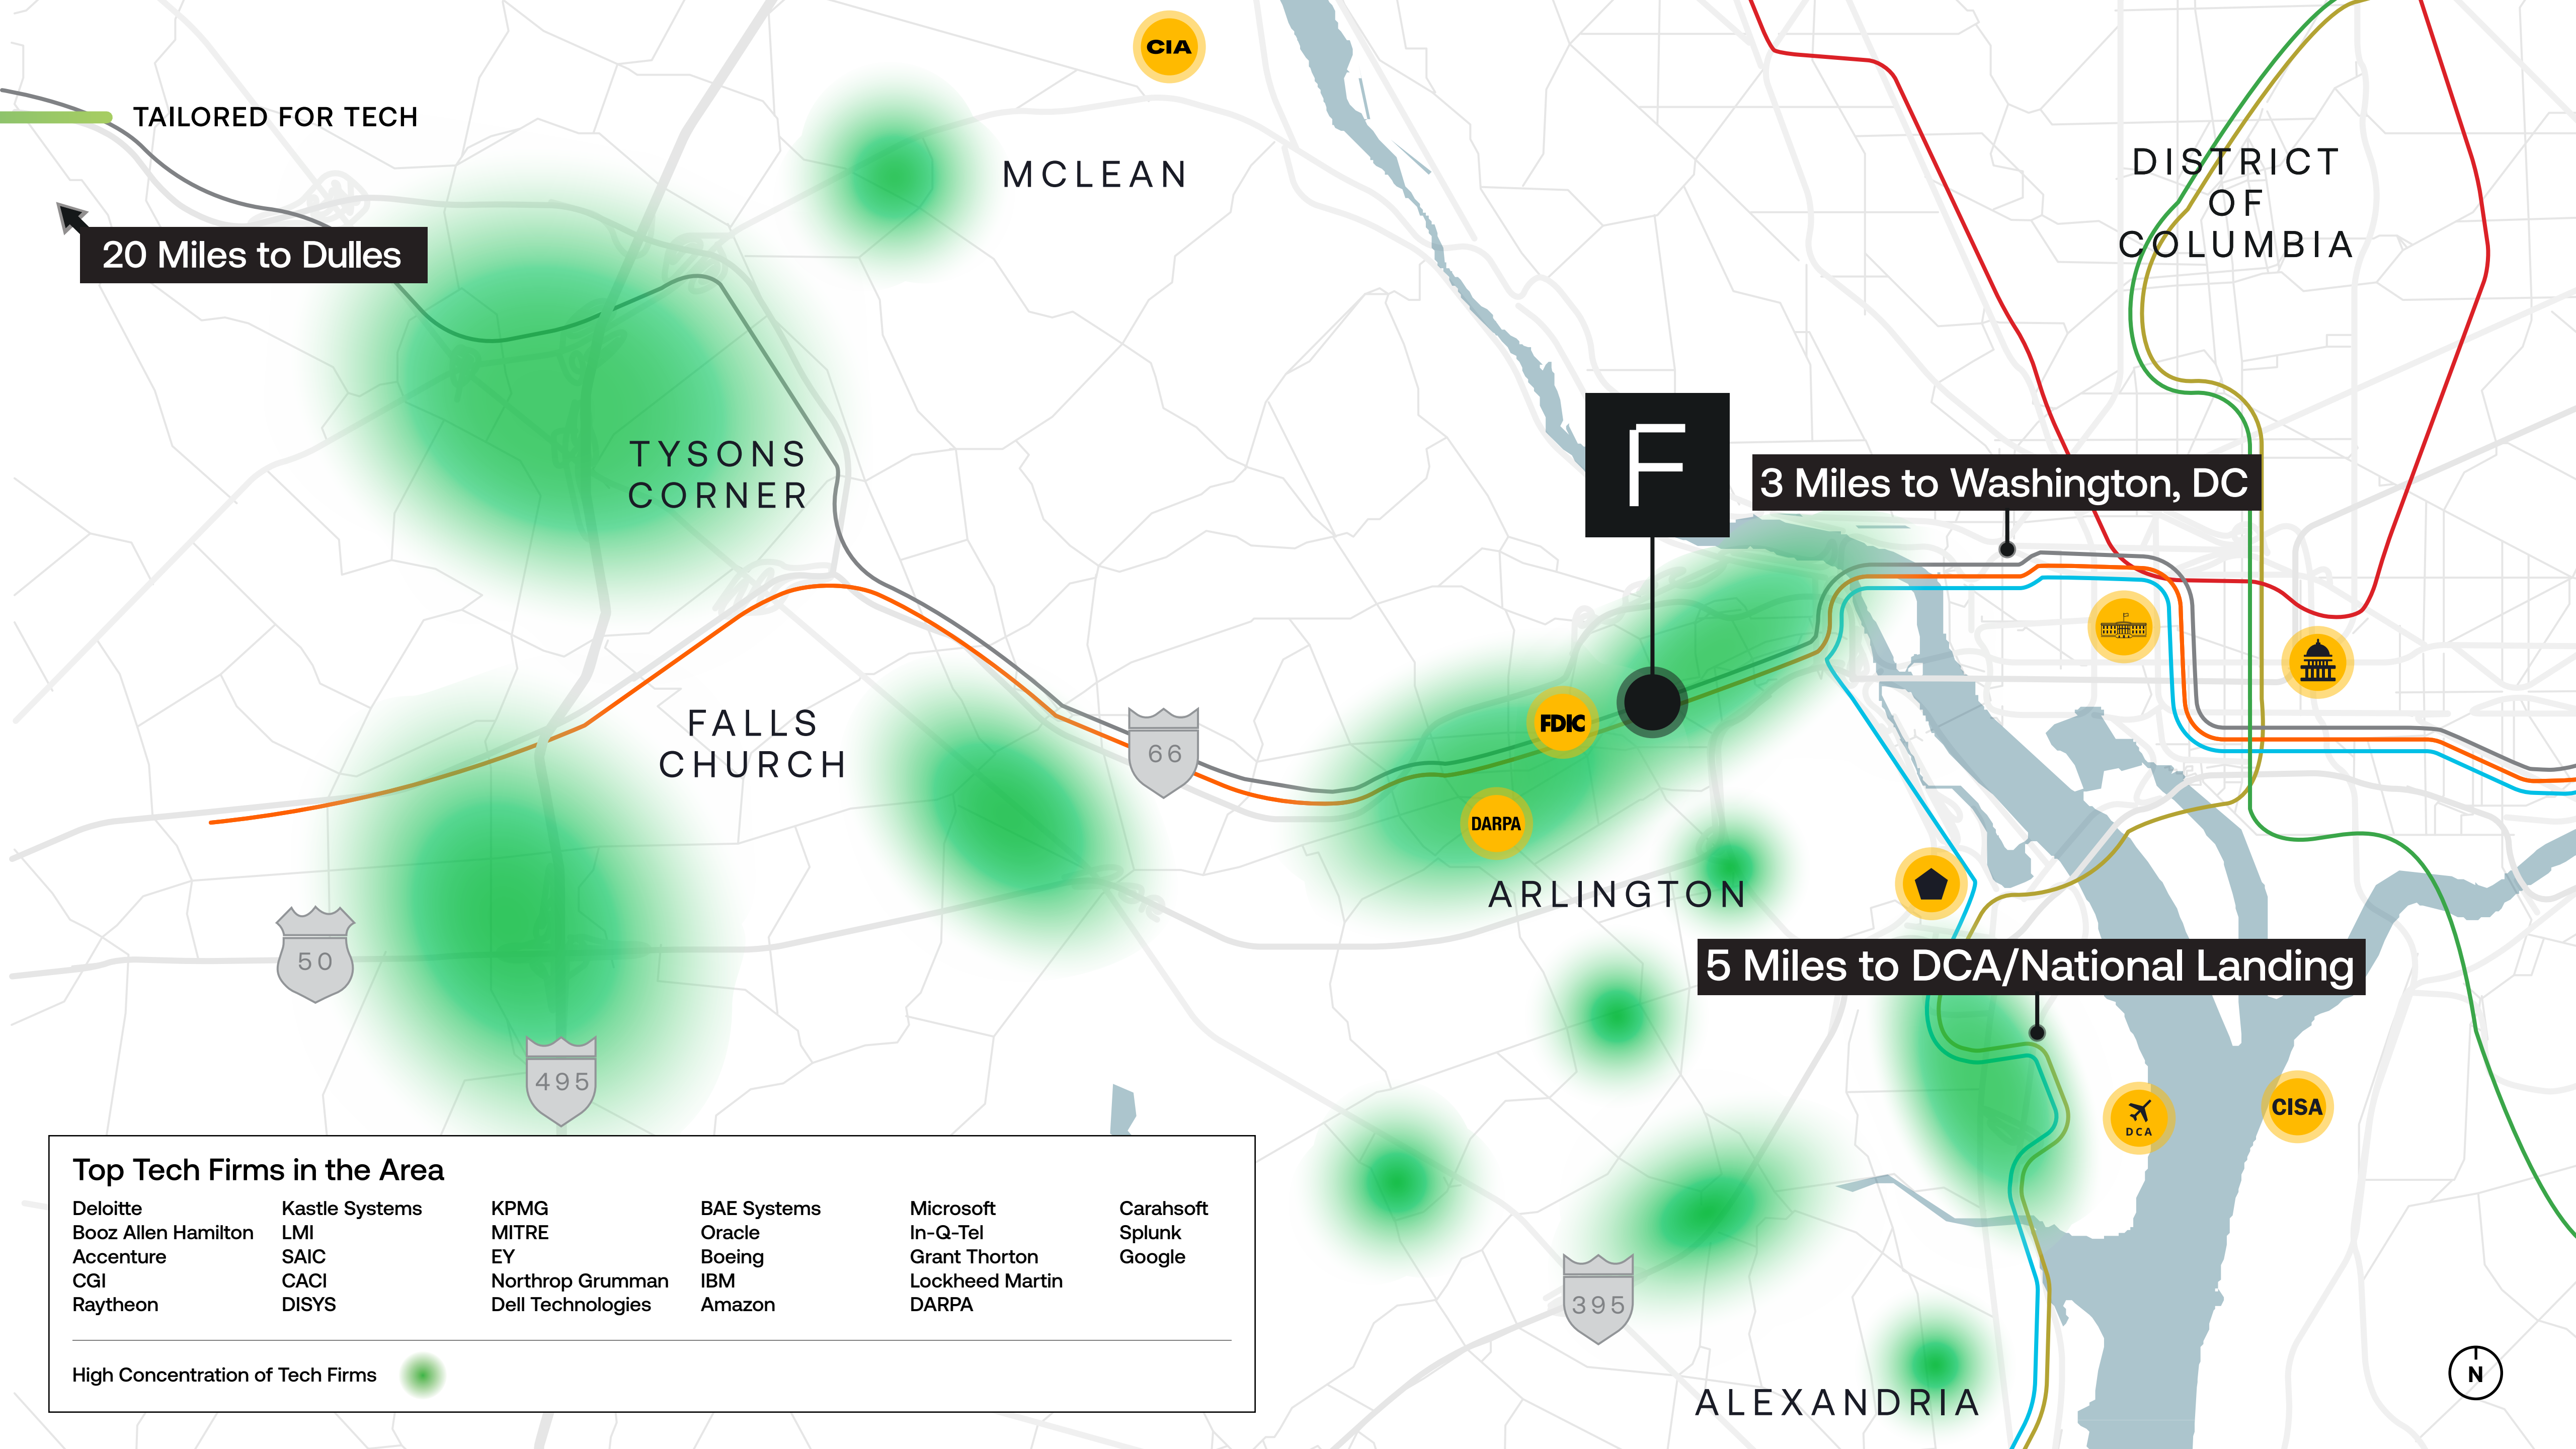 CIA
TAILORED FOR TECH
MCLEAN
DISTRICT
OF
COLUMBIA
20 Miles to Dulles
F
TYSONS
CORNER
3 Miles to Washington, DC
FALLS
CHURCH
66
FDIC
DARPA
ARLINGTON
50
5 Miles to DCA/National Landing
495
DCA
CISA
395
ALEXANDRIA
N
Top Tech Firms in the Area
Deloitte
Booz Allen Hamilton
Accenture
CGI
Raytheon
Kastle Systems
LMI
SAIC
CACI
DISYS
KPMG
MITRE
EY
Northrop Grumman
Dell Technologies
BAE Systems
Oracle
Boeing
IBM
Amazon
Microsoft
In-Q-Tel
Grant Thorton
Lockheed Martin
DARPA
Carahsoft
Splunk
Google
High Concentration of Tech Firms